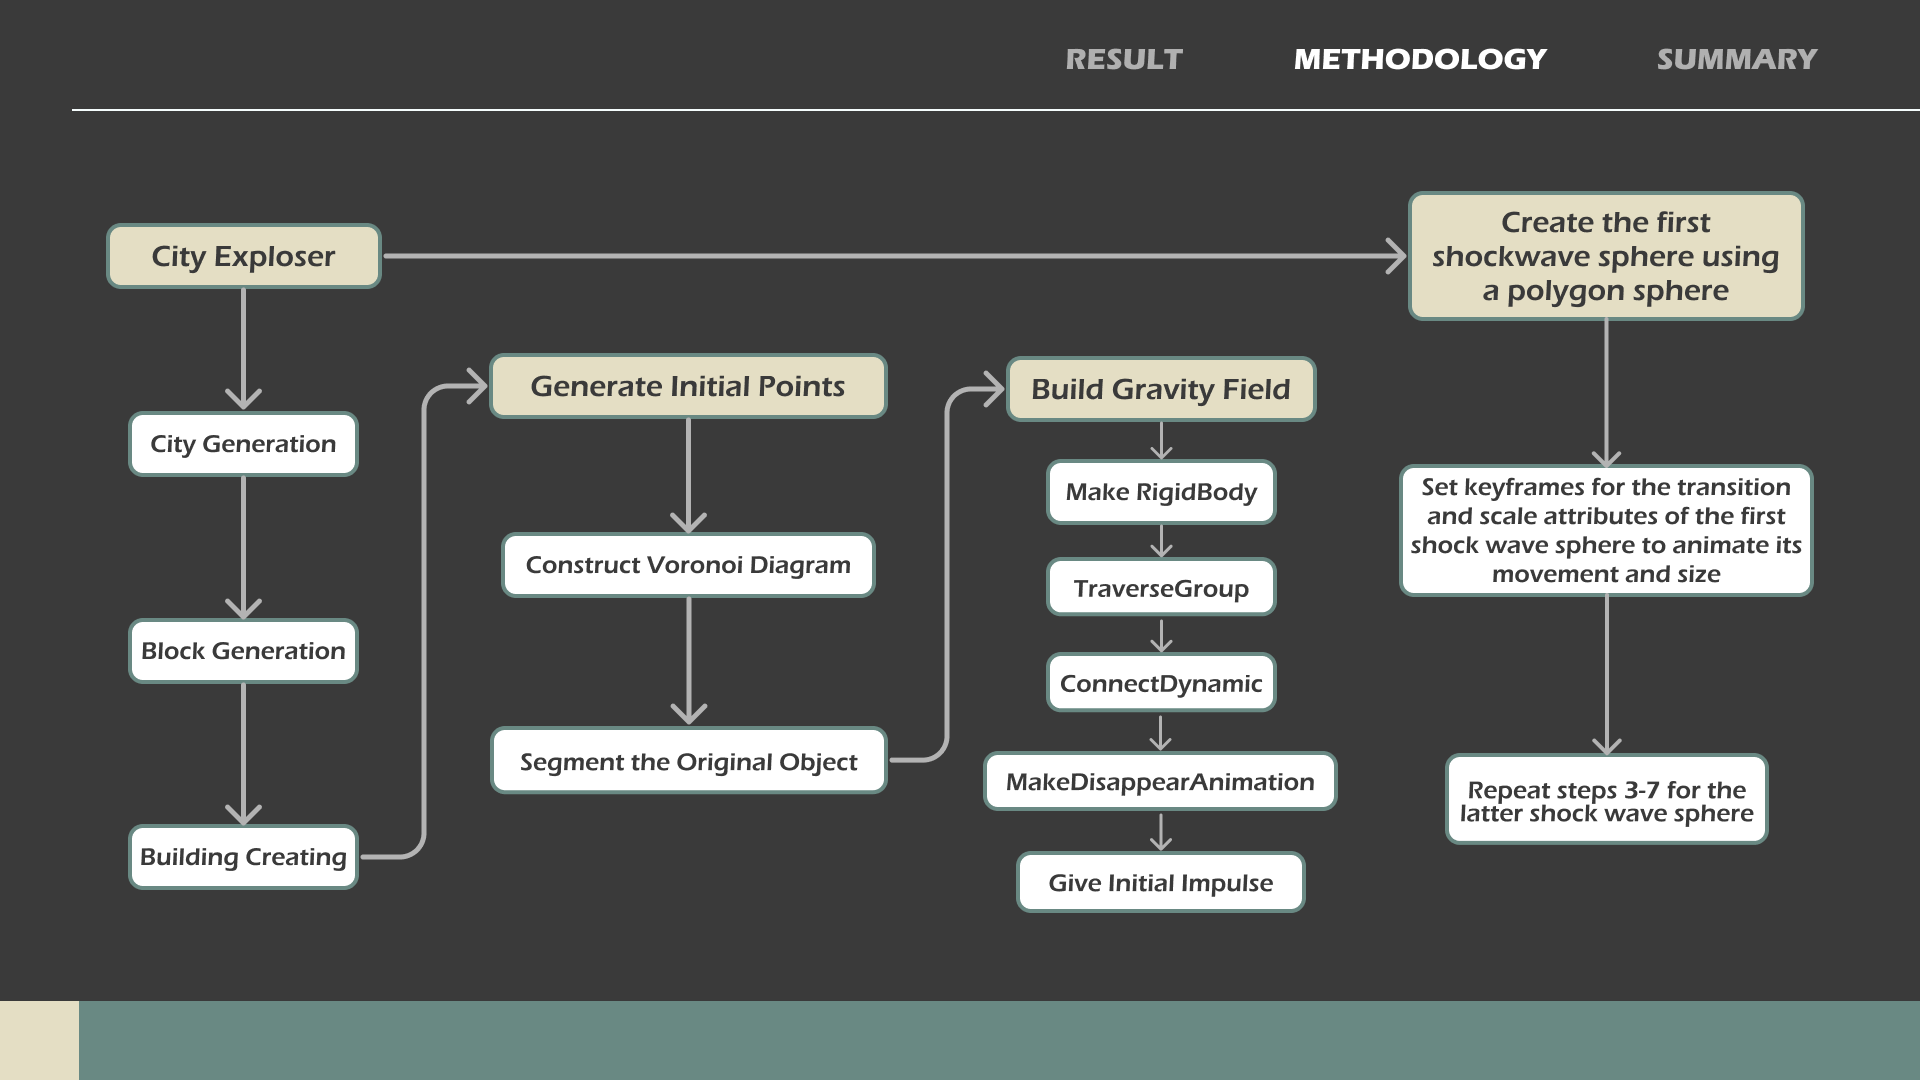 RESULT
METHODOLOGY
SUMMARY
City Exploser
City Generation
Block Generation
Building Creating
Generate Initial Points
Construct Voronoi Diagram
Segment the Original Object
Build Gravity Field
Make RigidBody
TraverseGroup
ConnectDynamic
MakeDisappearAnimation
Give Initial Impulse
Create the first
shockwave sphere using
a polygon sphere
Set keyframes for the transition
and scale attributes of the first
shock wave sphere to animate its
movement and size
Repeat steps 3-7 for the
latter shock wave sphere